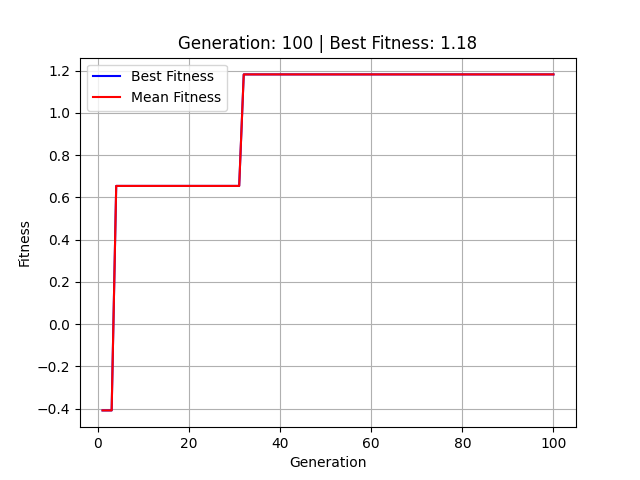 Generation: 100 | Best Fitness: 1.18
Best Fitness
Mean Fitness
Fitness
1.2
1.0
0.8
0.6
0.4
0.2
0.0
−0.2
−0.4
0 20 40 60 80 100
Generation